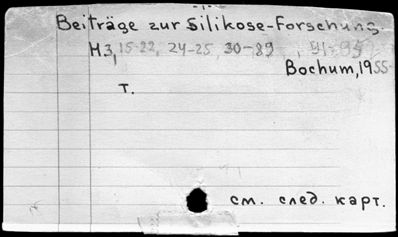 Beiträge zur Silikose-Forschung.
H 3, 15-22, 24-25, 30-89
Bochum, 1955-
T.
см. след. карт.